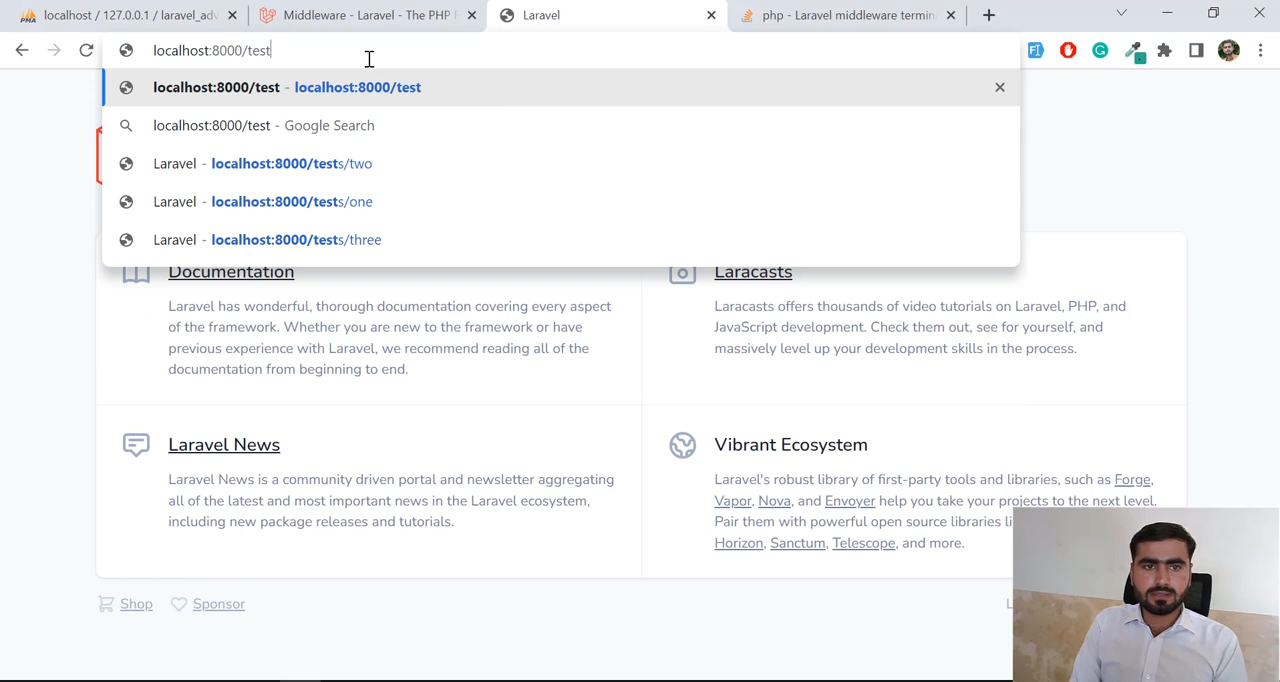 localhost / 127.0.0.1 / laravel_adv
Middleware - Laravel - The PHP F
Laravel
php - Laravel middleware termin
localhost:8000/test
localhost:8000/test - localhost:8000/test
localhost:8000/test - Google Search
Laravel - localhost:8000/tests/two
Laravel - localhost:8000/tests/one
Laravel - localhost:8000/tests/three
Documentation
Laravel has wonderful, thorough documentation covering every aspect
of the framework. Whether you are new to the framework or have
previous experience with Laravel, we recommend reading all of the
documentation from beginning to end.
Laracasts
Laracasts offers thousands of video tutorials on Laravel, PHP, and
JavaScript development. Check them out, see for yourself, and
massively level up your development skills in the process.
Laravel News
Laravel News is a community driven portal and newsletter aggregating
all of the latest and most important news in the Laravel ecosystem,
including new package releases and tutorials.
Vibrant Ecosystem
Laravel's robust library of first-party tools and libraries, such as Forge,
Vapor, Nova, and Envoyer help you take your projects to the next level.
Pair them with powerful open source libraries li
Horizon, Sanctum, Telescope, and more.
Shop
Sponsor